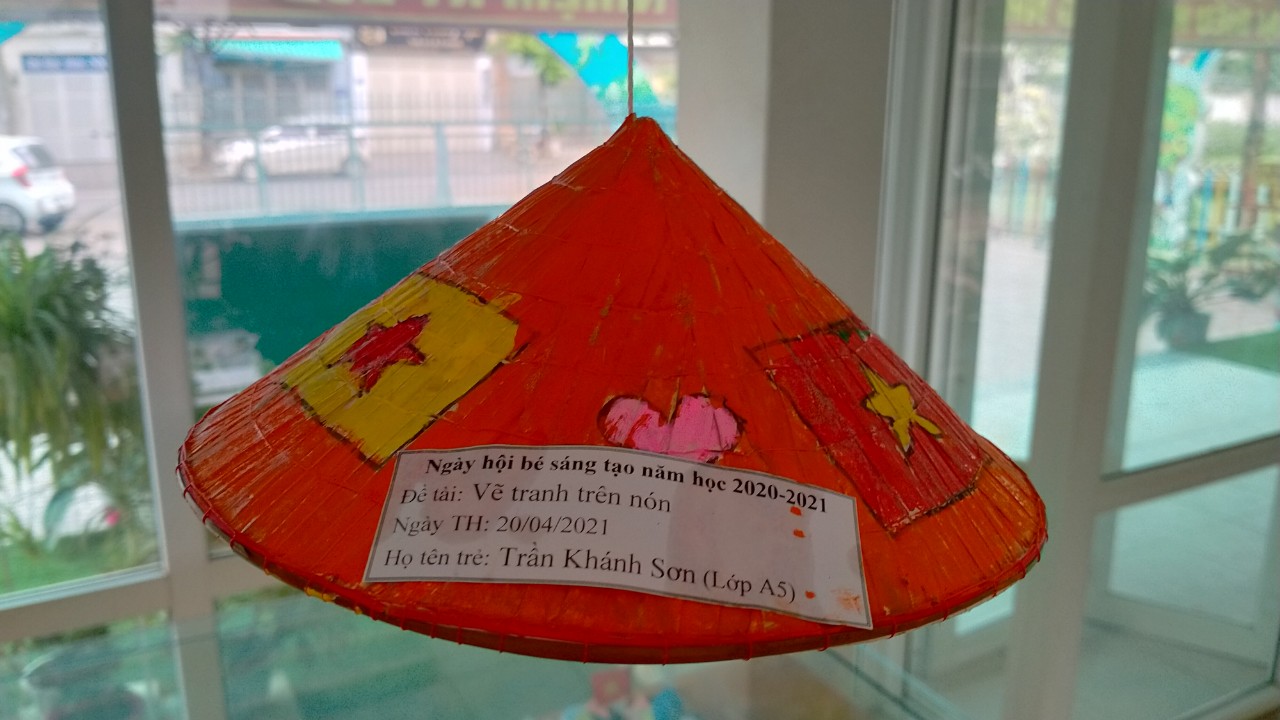 Ngày hội bé sáng tạo năm học 2020-2021
Đề tài: Vẽ tranh trên nón
Ngày TH: 20/04/2021
Họ tên trẻ: Trần Khánh Sơn (Lớp A5)